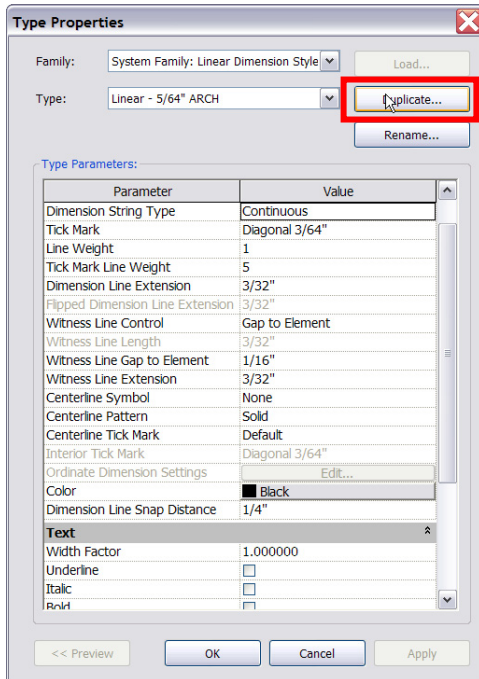 Type Properties
Family: System Family: Linear Dimension Style Load...
Type: Linear - 5/64" ARCH Duplicate...
Rename...
Type Parameters:
Parameter Value
Dimension String Type Continuous
Tick Mark Diagonal 3/64"
Line Weight 1
Tick Mark Line Weight 5
Dimension Line Extension 3/32"
Flipped Dimension Line Extension 3/32"
Witness Line Control Gap to Element
Witness Line Length 3/32"
Witness Line Gap to Element 1/16"
Witness Line Extension 3/32"
Centerline Symbol None
Centerline Pattern Solid
Centerline Tick Mark Default
Interior Tick Mark Diagonal 3/64"
Ordinate Dimension Settings Edit...
Color Black
Dimension Line Snap Distance 1/4"
Text
Width Factor 1.000000
Underline
Italic
Bold
<< Preview OK Cancel Apply